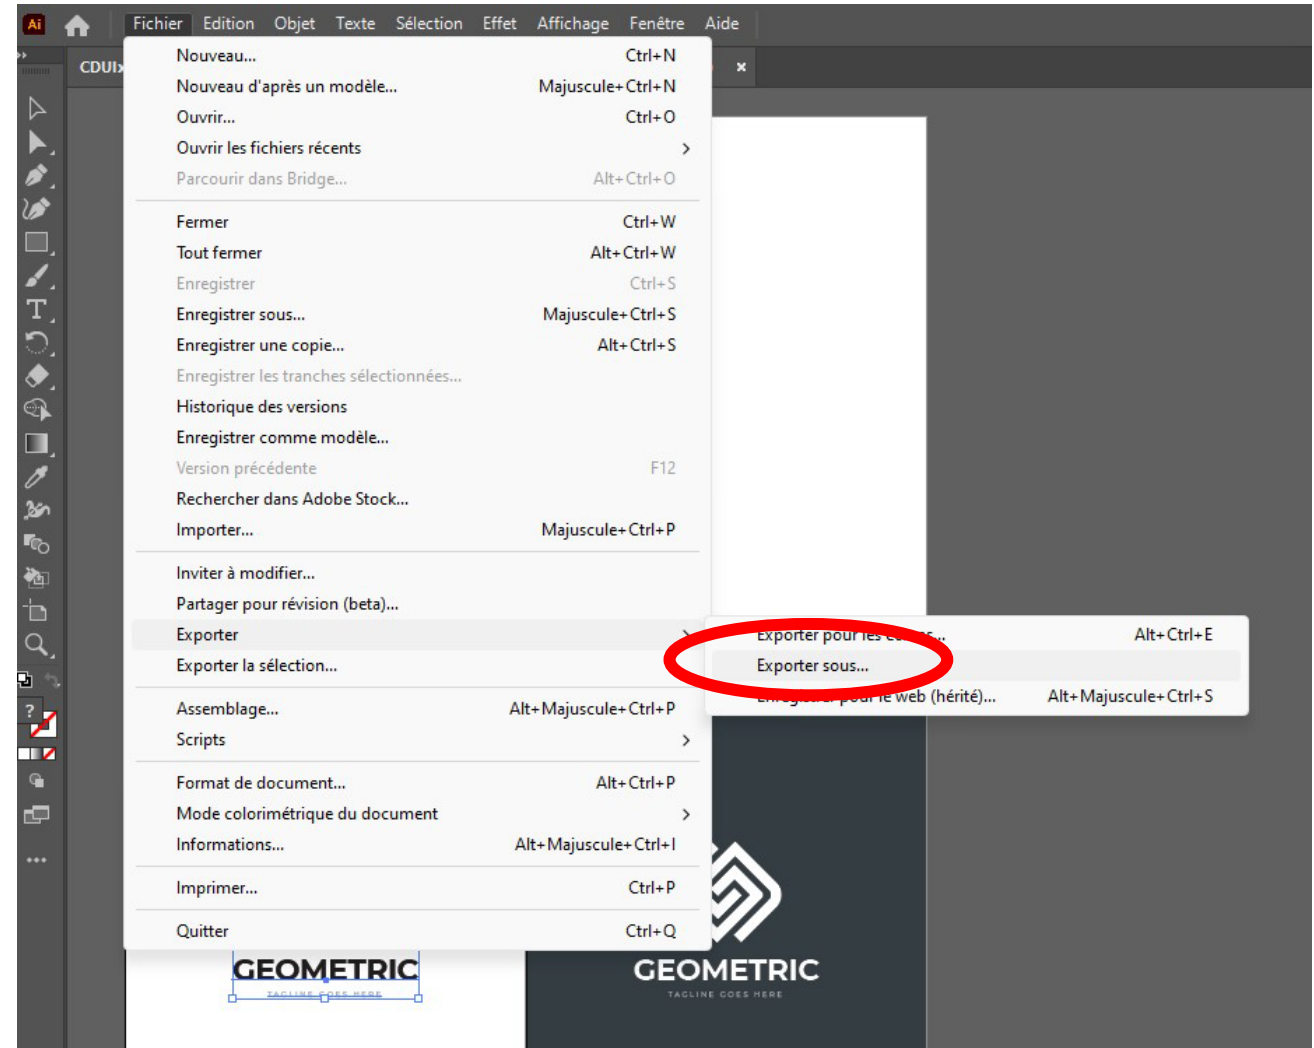 Ai Fichier Edition Objet Texte Sélection Effet Affichage Fenêtre Aide
Nouveau... Ctrl+N
Nouveau d'après un modèle... Majuscule+Ctrl+N
Ouvrir... Ctrl+O
Ouvrir les fichiers récents
Parcourir dans Bridge... Alt+Ctrl+O
Fermer Ctrl+W
Tout fermer Alt+Ctrl+W
Enregistrer Ctrl+S
Enregistrer sous... Majuscule+Ctrl+S
Enregistrer une copie... Alt+Ctrl+S
Enregistrer les tranches sélectionnées...
Historique des versions
Enregistrer comme modèle...
Version précédente F12
Rechercher dans Adobe Stock...
Importer... Majuscule+Ctrl+P
Inviter à modifier...
Partager pour révision (beta)...
Exporter
Exporter la sélection...
Assemblage... Alt+Majuscule+Ctrl+P
Scripts
Format de document... Alt+Ctrl+P
Mode colorimétrique du document
Informations... Alt+Majuscule+Ctrl+I
Imprimer... Ctrl+P
Quitter Ctrl+Q
Exporter pour les ... Alt+Ctrl+E
Exporter sous...
Enregistrer pour le web (hérité)... Alt+Majuscule+Ctrl+S
GEOMETRIC
TAGLINE GOES HERE
GEOMETRIC
TAGLINE GOES HERE